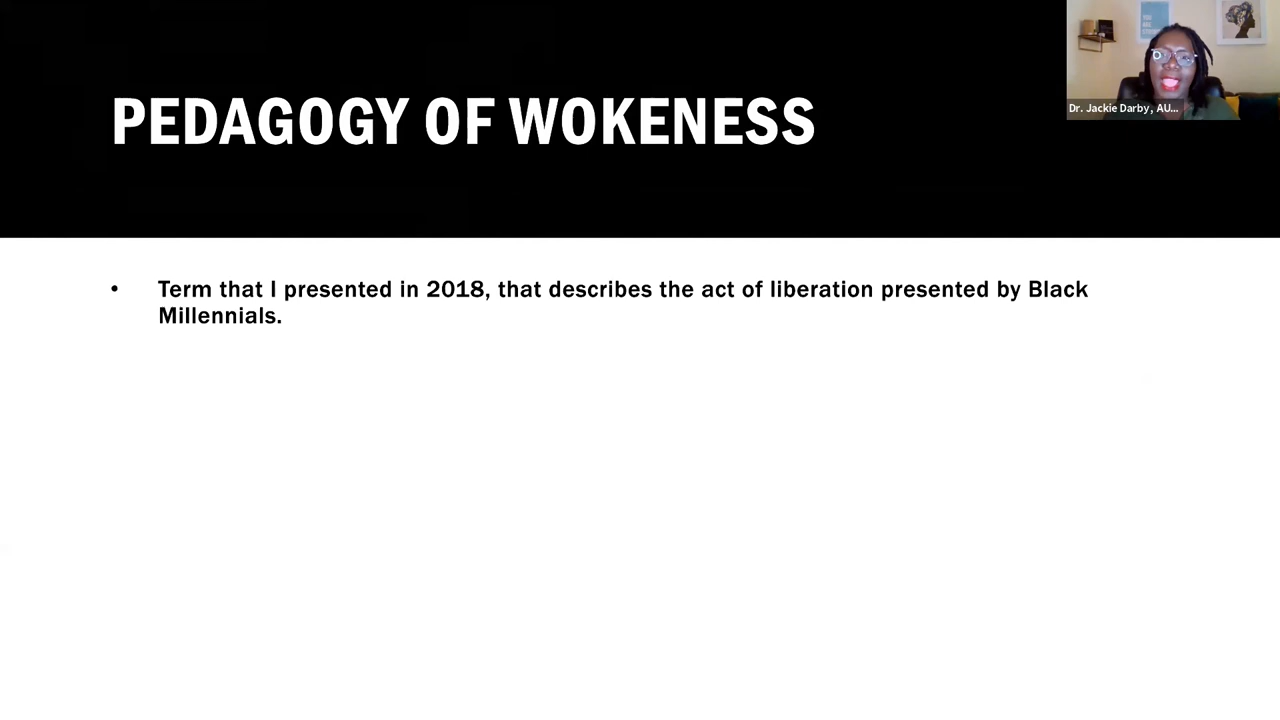 PEDAGOGY OF WOKENESS
Dr. Jackie Darby, AU...
• Term that I presented in 2018, that describes the act of liberation presented by Black
Millennials.